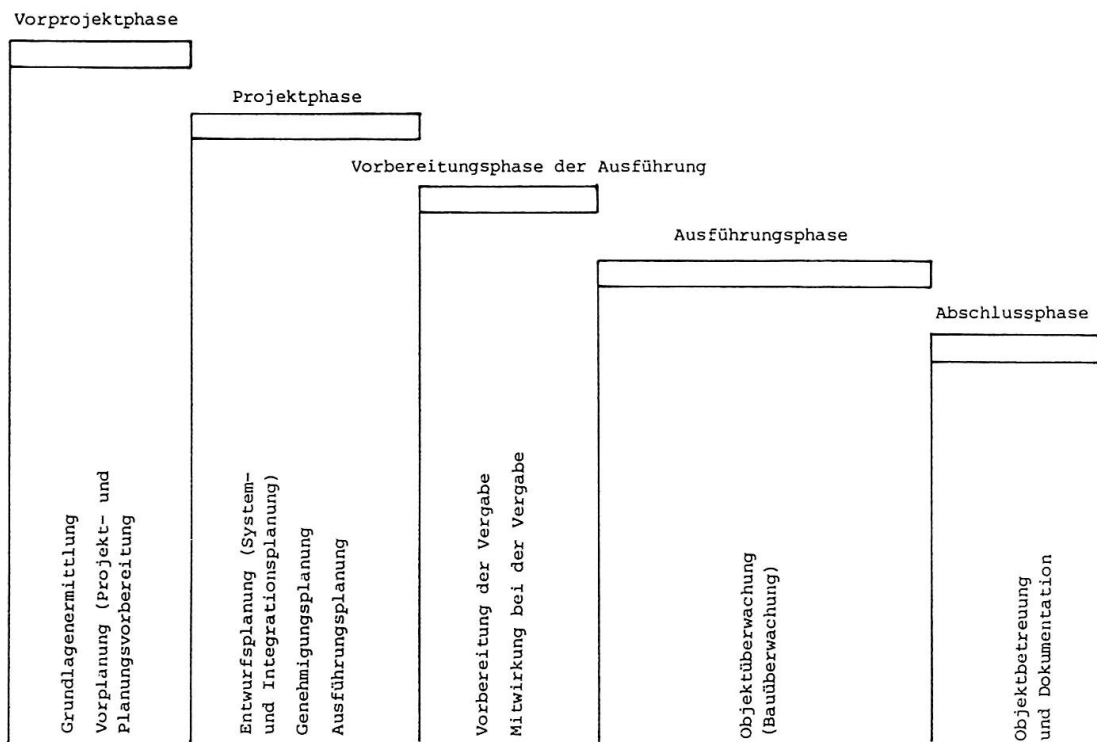 Vorprojektphase
Projektphase
Vorbereitungsphase der Ausführung
Ausführungsphase
Abschlussphase
Grundlagenermittlung
Vorplanung (Projekt- und
Planungsvorbereitung
Entwurfsplanung (System-
und Integrationsplanung)
Genehmigungsplanung
Ausführungsplanung
Vorbereitung der Vergabe
Mitwirkung bei der Vergabe
Objektüberwachung
(Bauüberwachung)
Objektbetreuung
und Dokumentation